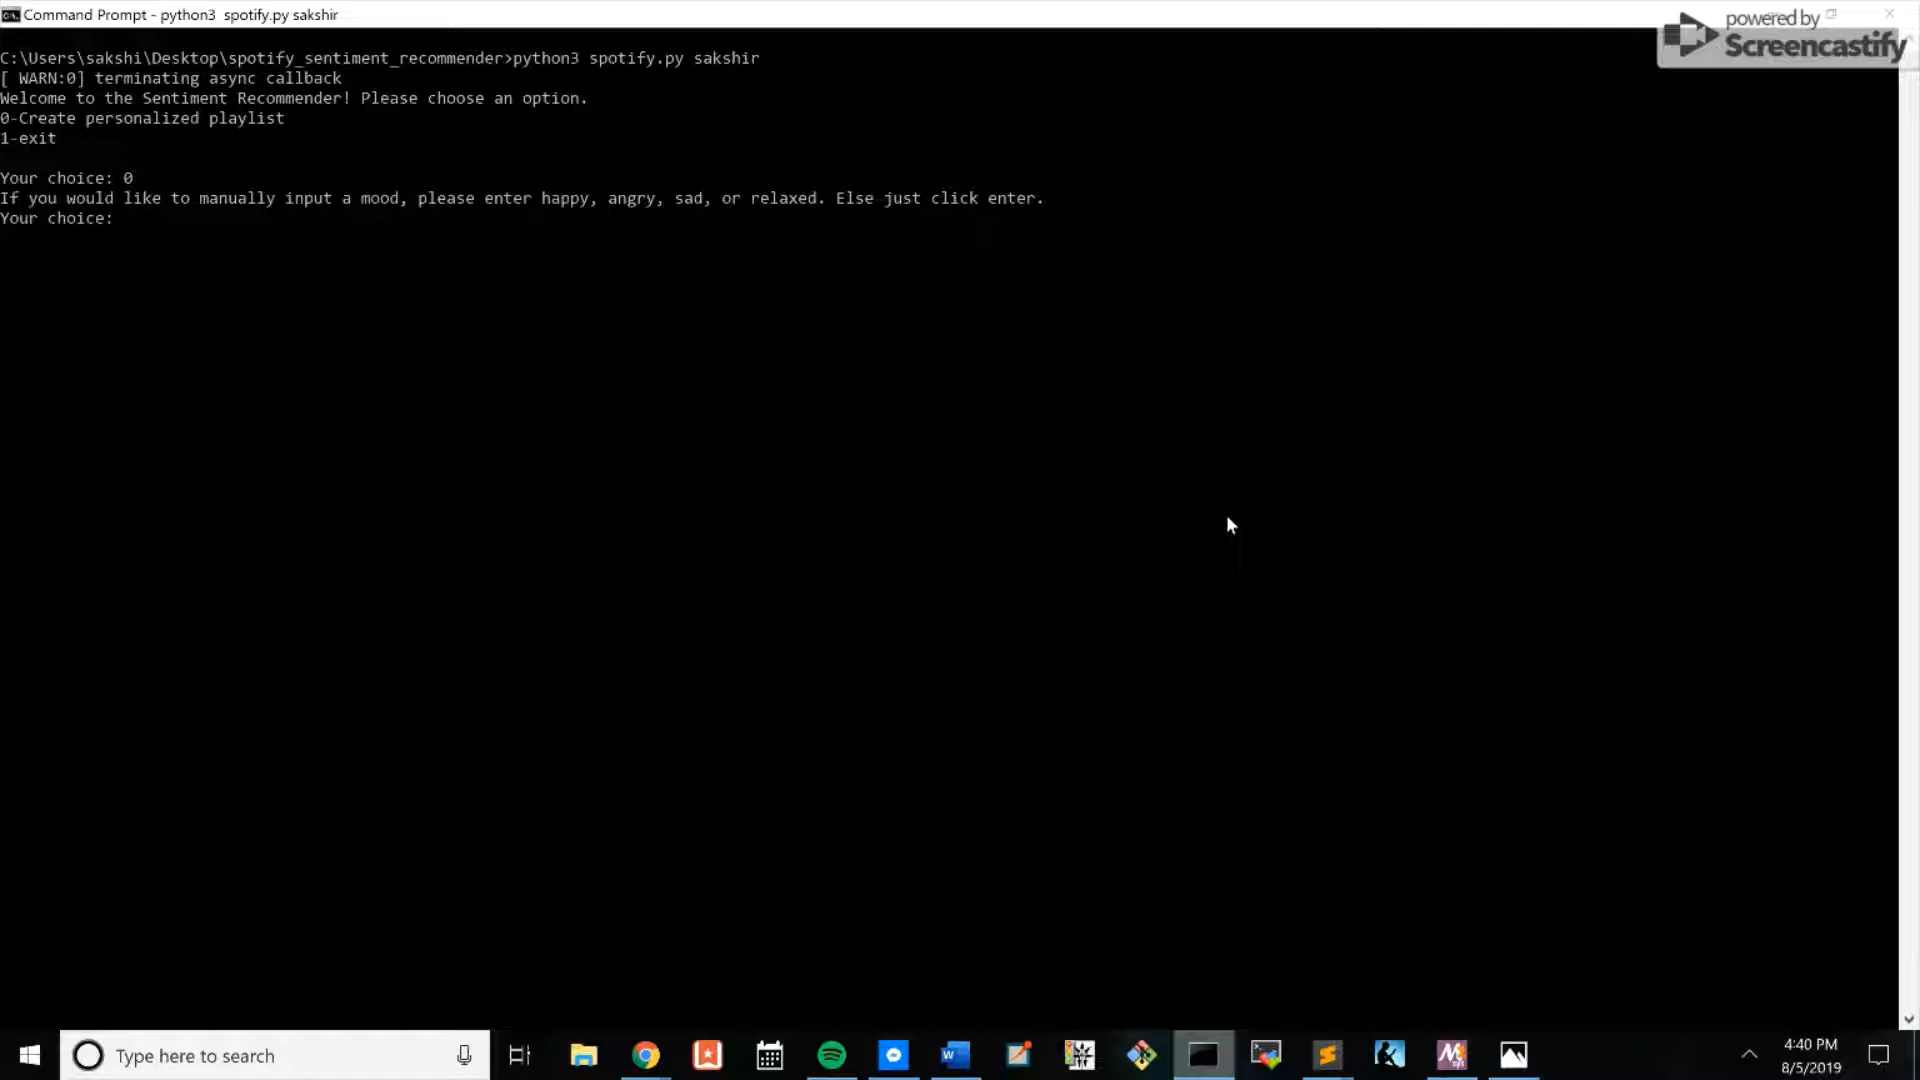 Command Prompt - python3  spotify.py sakshir
powered by
Screencastify
C:\Users\sakshi\Desktop\spotify_sentiment_recommender>python3 spotify.py sakshir
[ WARN:0] terminating async callback
Welcome to the Sentiment Recommender! Please choose an option.
0-Create personalized playlist
1-exit
Your choice: 0
If you would like to manually input a mood, please enter happy, angry, sad, or relaxed. Else just click enter.
Your choice:
Type here to search
4:40 PM
8/5/2019